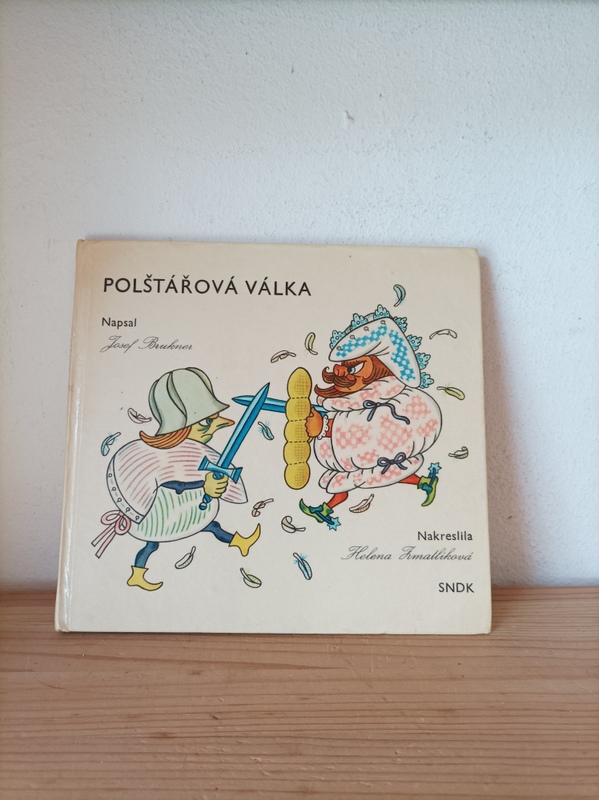 POLŠTÁŘOVÁ VÁLKA
Napsal
Josef Brukner
Nakreslila
Helena Zmatlíková
SNDK